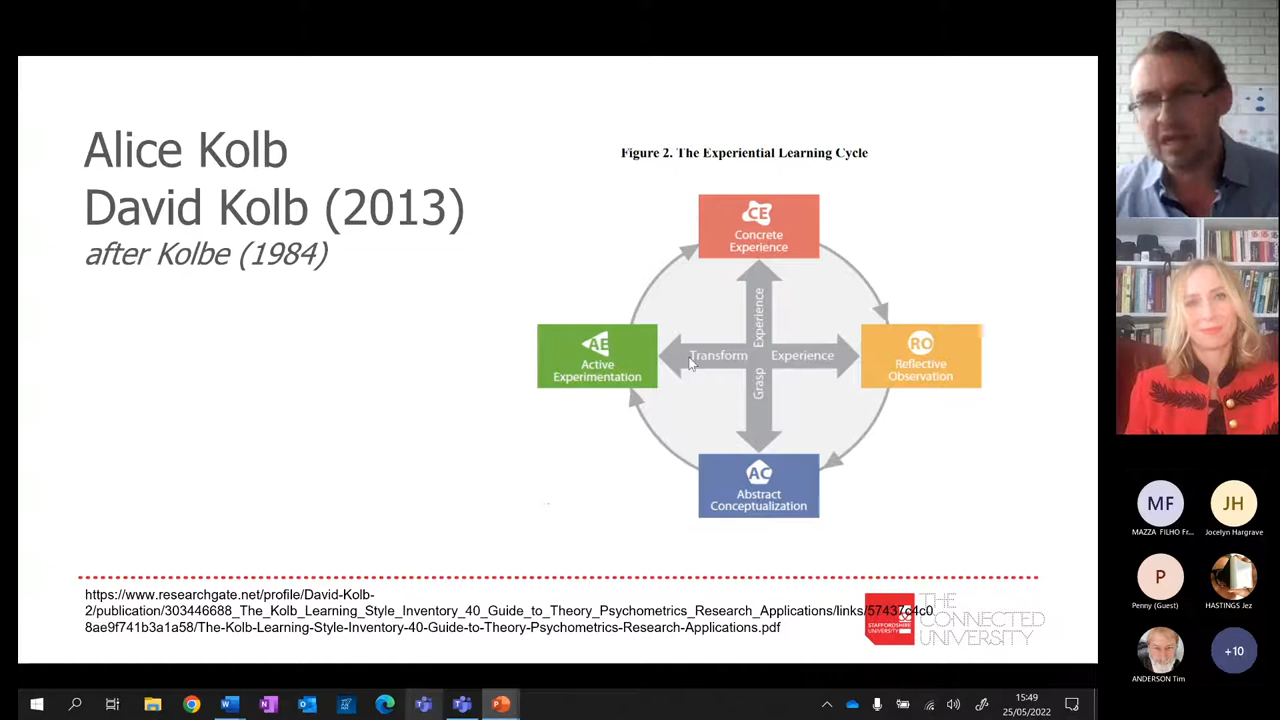 Alice Kolb
David Kolb (2013)
after Kolbe (1984)
Figure 2. The Experiential Learning Cycle
CE
Concrete
Experience
AE
Active
Experimentation
Transform
Experience
Grasp
Experience
RO
Reflective
Observation
AC
Abstract
Conceptualization
https://www.researchgate.net/profile/David-Kolb-
2/publication/303446688_The_Kolb_Learning_Style_Inventory_40_Guide_to_Theory_Psychometrics_Research_Applications/links/57437c4c0
8ae9f741b3a1a58/The-Kolb-Learning-Style-Inventory-40-Guide-to-Theory-Psychometrics-Research-Applications.pdf
STAFFORDSHIRE
UNIVERSITY
THE
CONNECTED
UNIVERSITY
MF
MAZZA FILHO Fr...
JH
Jocelyn Hargrave
P
Penny (Guest)
HASTINGS Jez
ANDERSON Tim
+10
15:49
25/05/2022